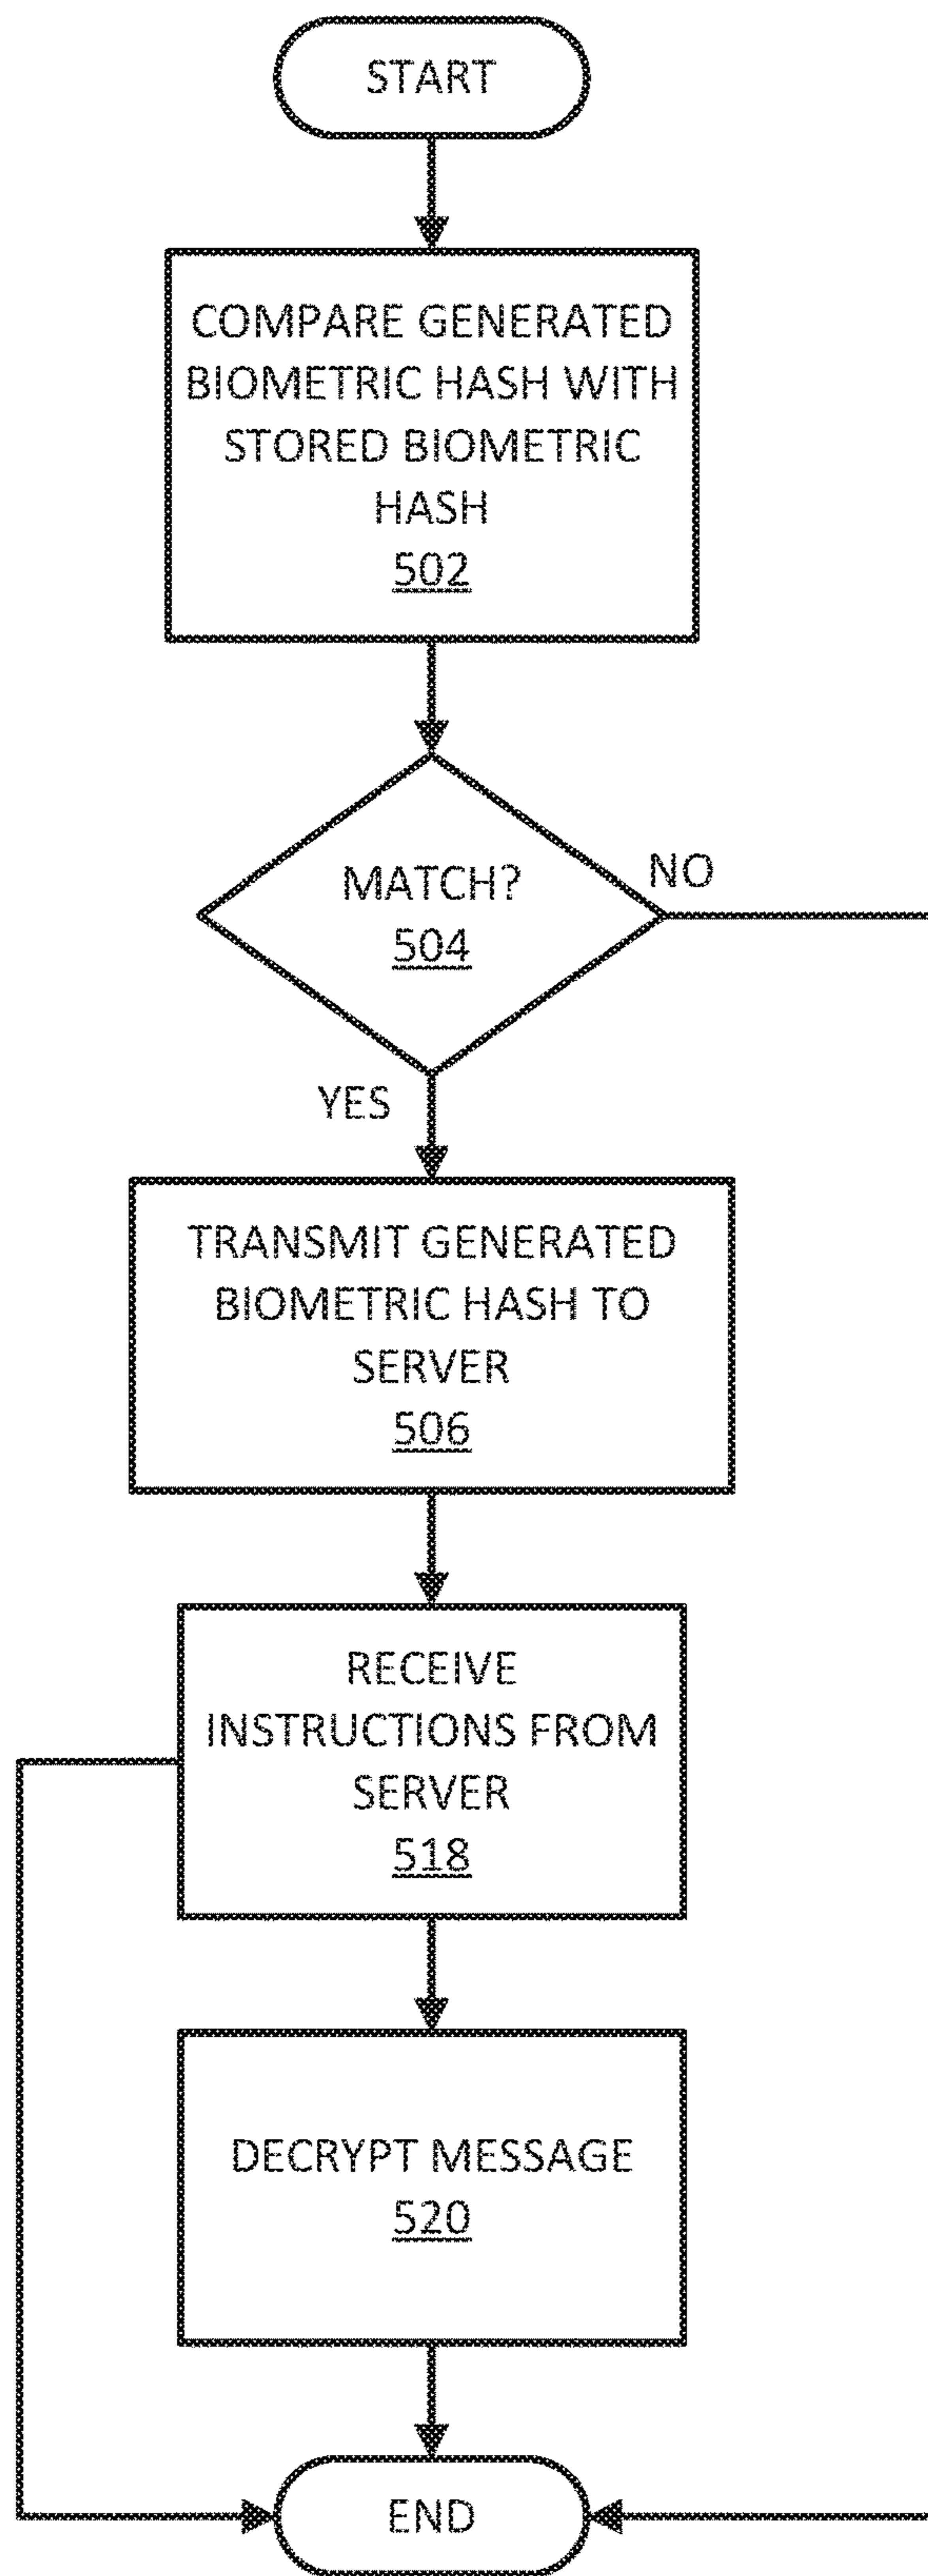 START
COMPARE GENERATED
BIOMETRIC HASH WITH
STORED BIOMETRIC
HASH
502
MATCH?
504
NO
YES
TRANSMIT GENERATED
BIOMETRIC HASH TO
SERVER
506
RECEIVE
INSTRUCTIONS FROM
SERVER
518
DECRYPT MESSAGE
520
END